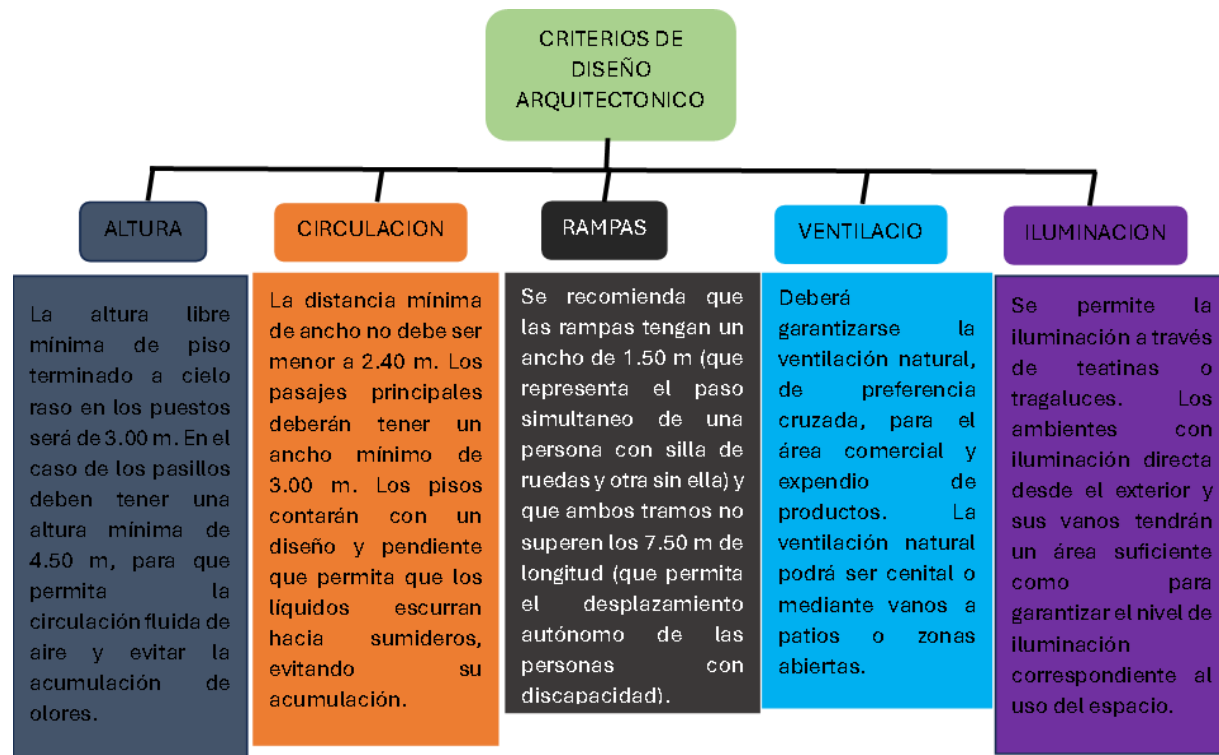 CRITERIOS DE
DISEÑO
ARQUITECTONICO
ALTURA
La altura libre
mínima de piso
terminado a cielo
raso en los puestos
será de 3.00 m. En el
caso de los pasillos
deben tener una
altura mínima de
4.50 m, para que
permita la
circulación fluida de
aire y evitar la
acumulación de
olores.
CIRCULACION
La distancia mínima
de ancho no debe ser
menor a 2.40 m. Los
pasajes principales
deberán tener un
ancho mínimo de
3.00 m. Los pisos
contarán con un
diseño y pendiente
que permita que los
líquidos escurran
hacia sumideros,
evitando su
acumulación.
RAMPAS
Se recomienda que
las rampas tengan un
ancho de 1.50 m (que
representa el paso
simultaneo de una
persona con silla de
ruedas y otra sin ella) y
que ambos tramos no
superen los 7.50 m de
longitud (que permita
el desplazamiento
autónomo de las
personas con
discapacidad).
VENTILACIO
Deberá
garantizarse la
ventilación natural,
de preferencia
cruzada, para el
área comercial y
expendio de
productos. La
ventilación natural
podrá ser cenital o
mediante vanos a
patios o zonas
abiertas.
ILUMINACION
Se permite la
iluminación a través
de teatinas o
tragaluces. Los
ambientes con
iluminación directa
desde el exterior y
sus vanos tendrán
un área suficiente
como para
garantizar el nivel de
iluminación
correspondiente al
uso del espacio.